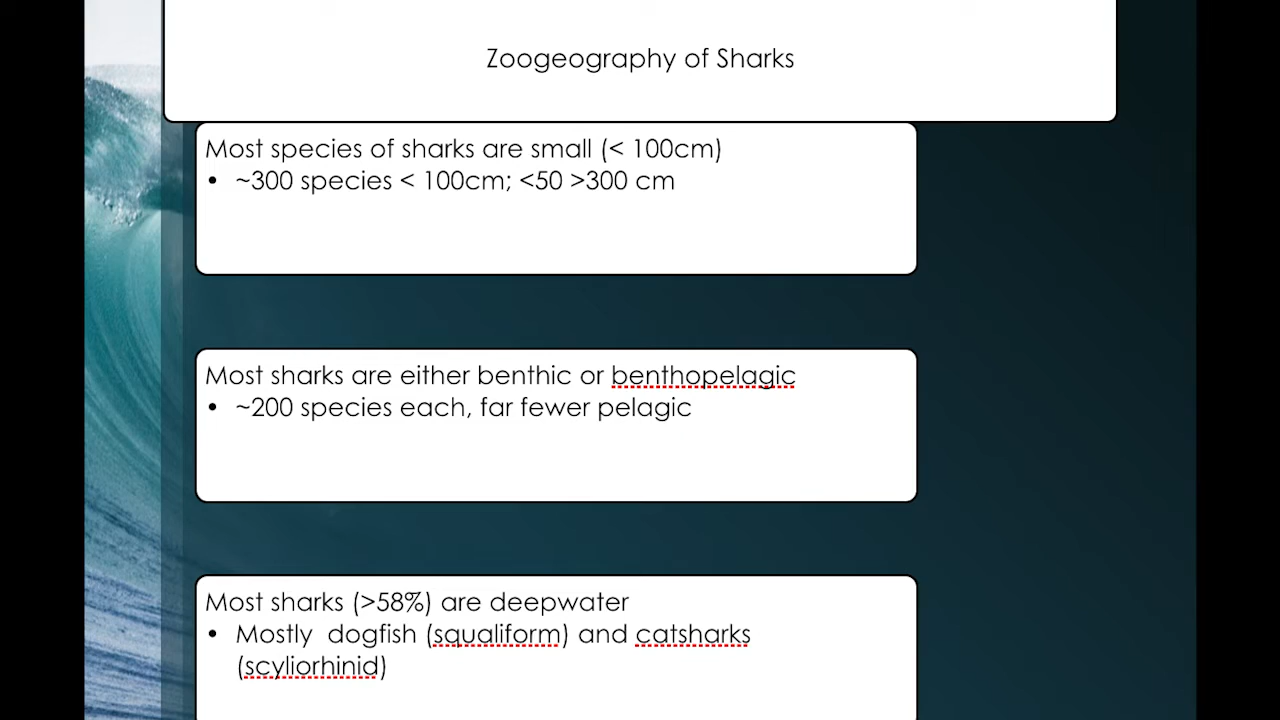 Zoogeography of Sharks
Most species of sharks are small (< 100cm)
• ~300 species < 100cm; <50 >300 cm
Most sharks are either benthic or benthopelagic
• ~200 species each, far fewer pelagic
Most sharks (>58%) are deepwater
• Mostly dogfish (squaliform) and catsharks
(scyliorhinid)